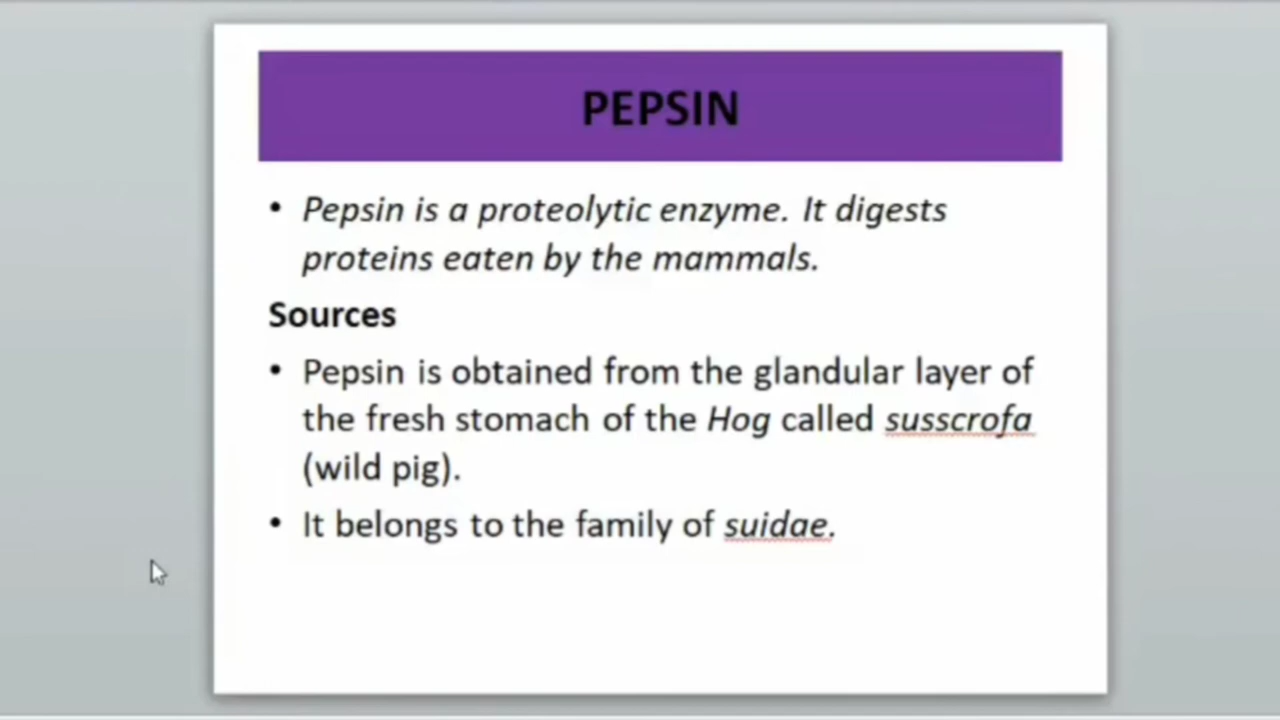 PEPSIN
• Pepsin is a proteolytic enzyme. It digests
proteins eaten by the mammals.
Sources
• Pepsin is obtained from the glandular layer of
the fresh stomach of the Hog called susscrofa
(wild pig).
• It belongs to the family of suidae.